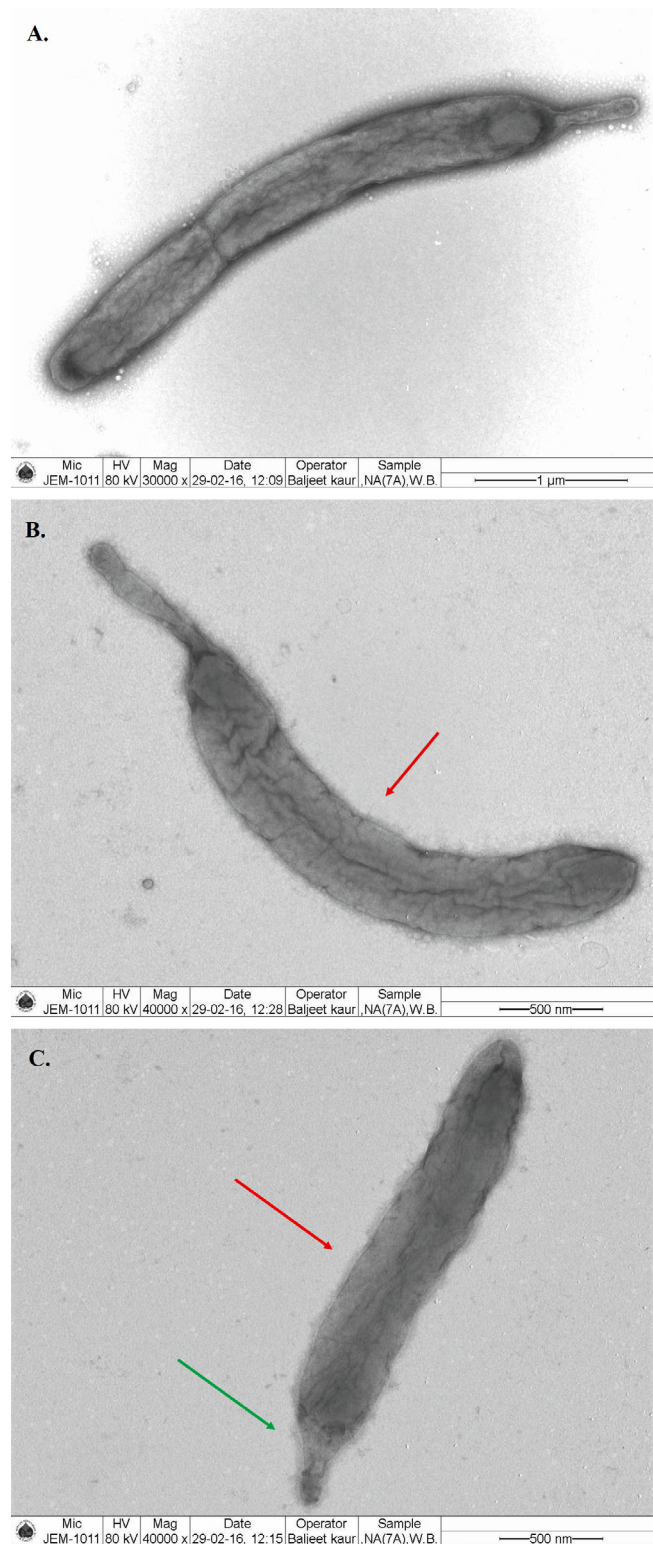 A.
Mic HV Mag Date Operator Sample
JEM-1011 80 kV 30000 x 29-02-16, 12:09 Baljeet kaur ,NA(7A),W.B. 1 µm
B.
Mic HV Mag Date Operator Sample
JEM-1011 80 kV 40000 x 29-02-16, 12:28 Baljeet kaur ,NA(7A),W.B. 500 nm
C.
Mic HV Mag Date Operator Sample
JEM-1011 80 kV 40000 x 29-02-16, 12:15 Baljeet kaur ,NA(7A),W.B. 500 nm